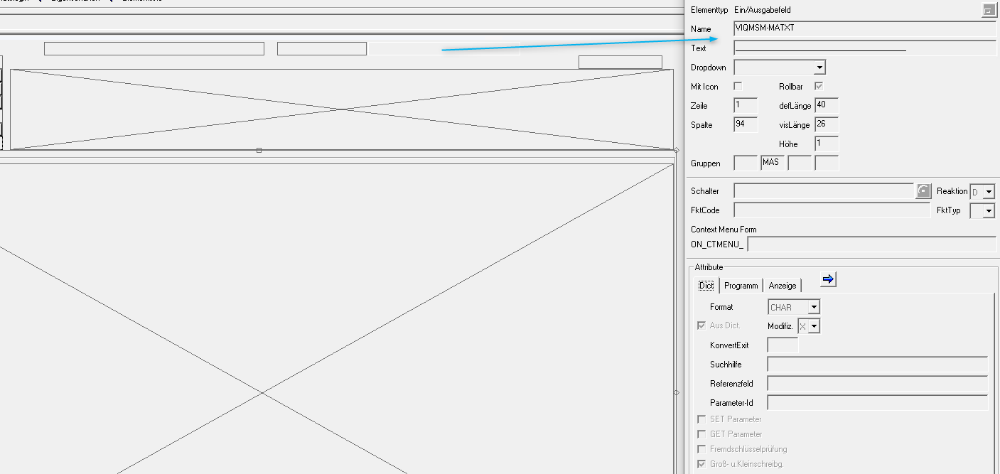 Elementtyp Ein/Ausgabefeld
Name VIQMSM-MATXT
Text
Dropdown
Mit Icon Rollbar
Zeile 1 defLänge 40
Spalte 94 visLänge 26
Höhe 1
Gruppen MAS
Schalter Reaktion D
FktCode FktTyp
Context Menu Form
ON_CTMENU_
Attribute
Dict Programm Anzeige
Format CHAR
Aus Dict. Modifiz. X
KonvertExit
Suchhilfe
Referenzfeld
Parameter-Id
SET Parameter
GET Parameter
Fremdschlüsselprüfung
Groß- u.Kleinschreibg.